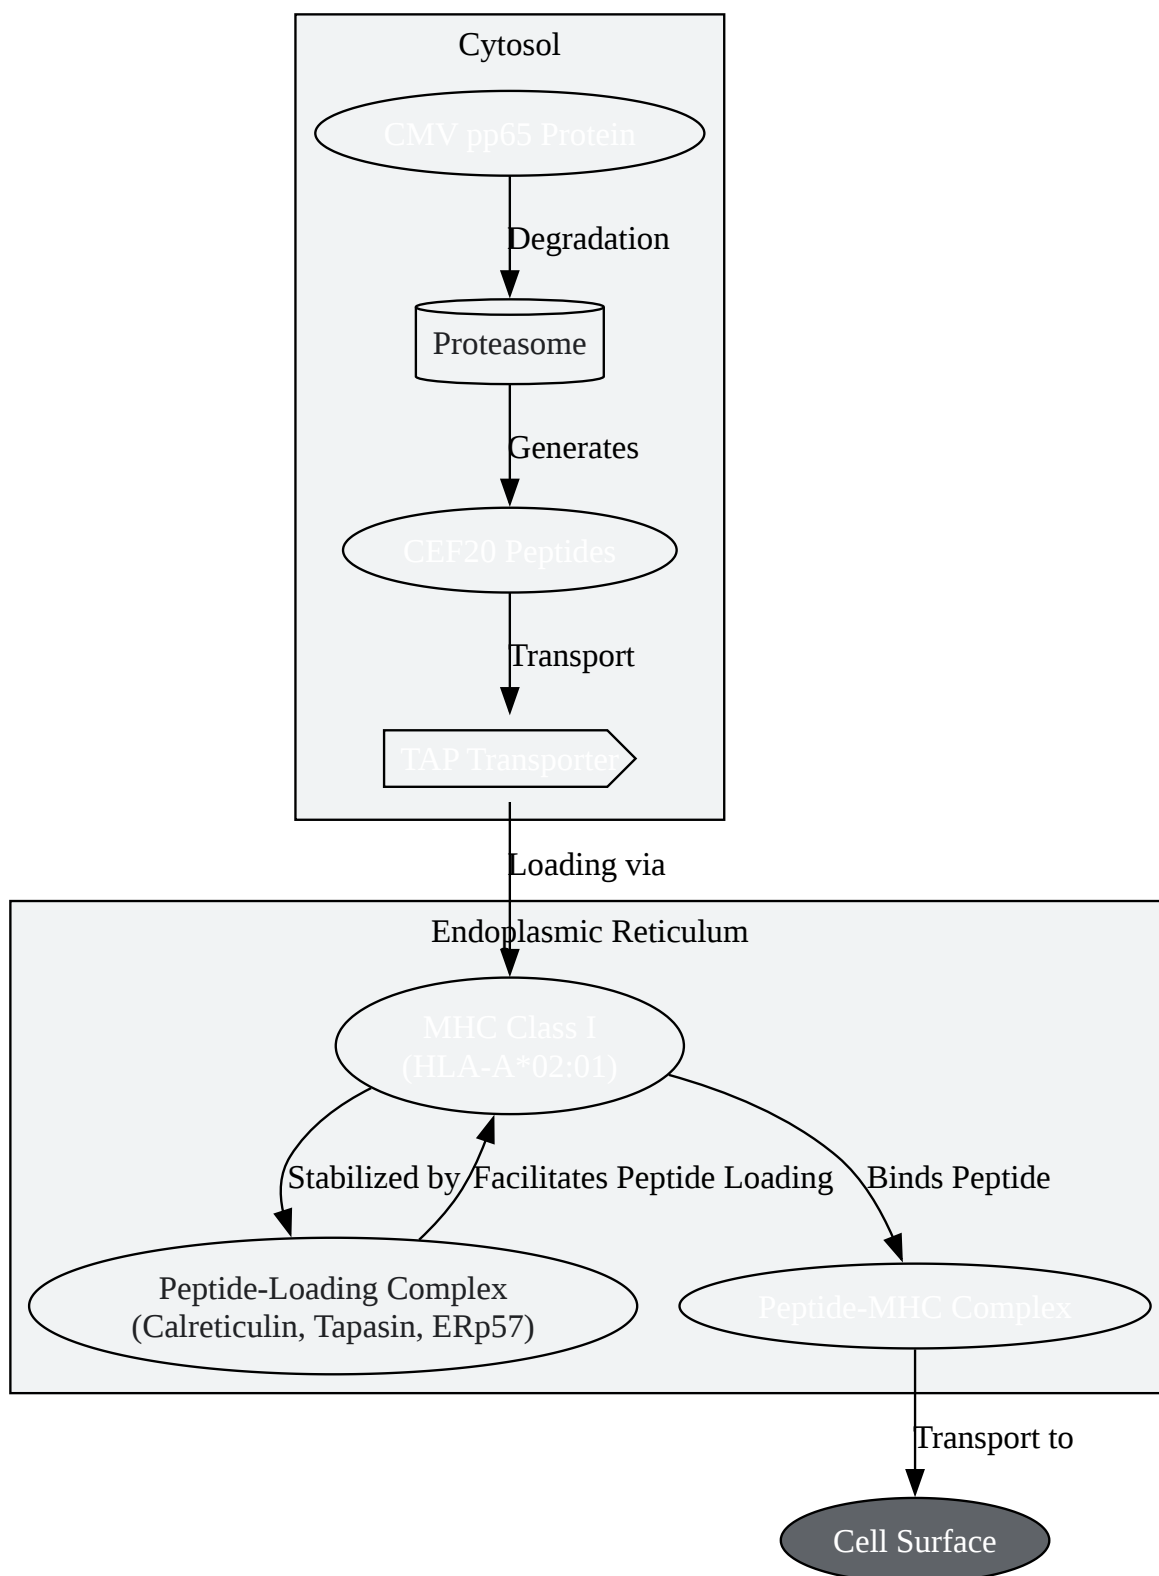 Cytosol
CMV pp65 Protein
Degradation
Proteasome
Generates
CEF20 Peptides
Transport
TAP Transporter
Loading via
Endoplasmic Reticulum
MHC Class I
(HLA-A*02:01)
Stabilized by
Facilitates Peptide Loading
Binds Peptide
Peptide-Loading Complex
(Calreticulin, Tapasin, ERp57)
Peptide-MHC Complex
Transport to
Cell Surface